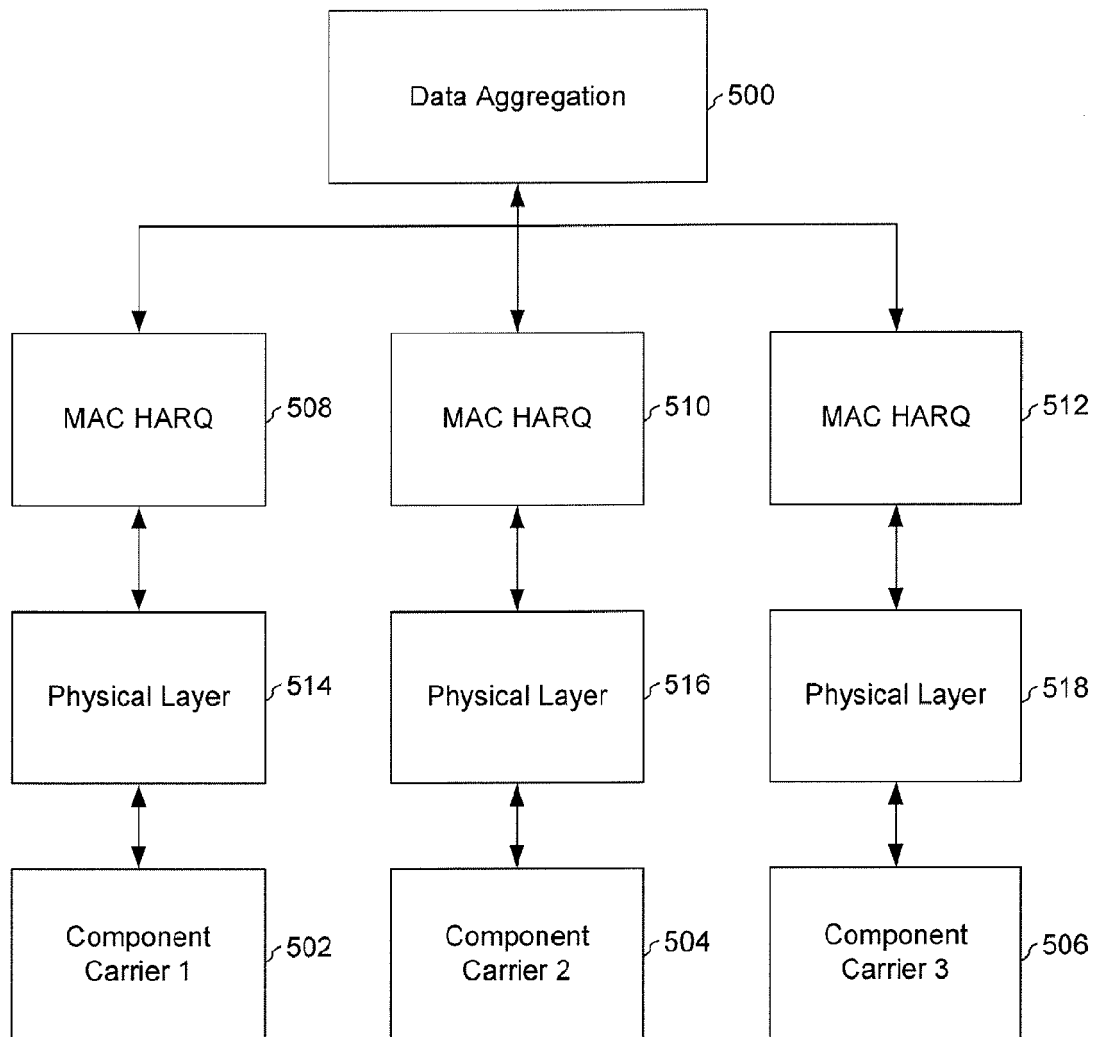 Data Aggregation
500
MAC HARQ
508
MAC HARQ
510
MAC HARQ
512
Physical Layer
514
Physical Layer
516
Physical Layer
518
Component
Carrier 1
502
Component
Carrier 2
504
Component
Carrier 3
506